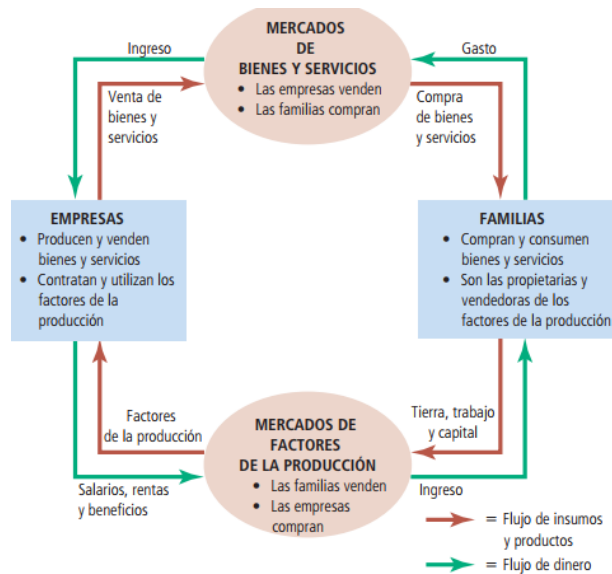 MERCADOS
DE
BIENES Y SERVICIOS
• Las empresas venden
• Las familias compran
Ingreso
Gasto
Venta de
bienes y
servicios
Compra
de bienes
y servicios
EMPRESAS
• Producen y venden
bienes y servicios
• Contratan y utilizan los
factores de la
producción
FAMILIAS
• Compran y consumen
bienes y servicios
• Son las propietarias y
vendedoras de los
factores de la producción
Factores
de la producción
Tierra, trabajo
y capital
MERCADOS DE
FACTORES
DE LA PRODUCCIÓN
• Las familias venden
• Las empresas
compran
Salarios, rentas
y beneficios
Ingreso
= Flujo de insumos
y productos
= Flujo de dinero